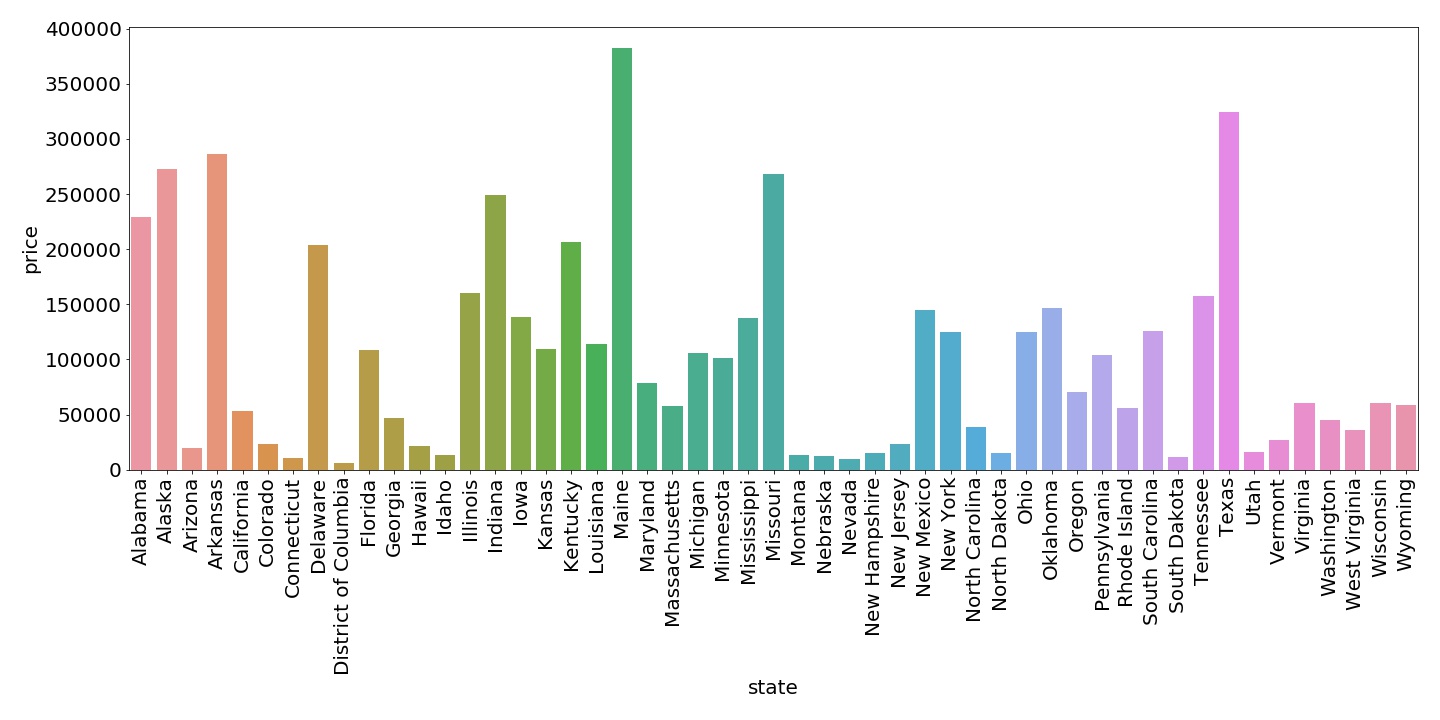 400000
350000
300000
250000
200000
150000
100000
50000
0
price
Alabama
Alaska
Arizona
Arkansas
California
Colorado
Connecticut
Delaware
District of Columbia
Florida
Georgia
Hawaii
Idaho
Illinois
Indiana
Iowa
Kansas
Kentucky
Louisiana
Maine
Maryland
Massachusetts
Michigan
Minnesota
Mississippi
Missouri
Montana
Nebraska
Nevada
New Hampshire
New Jersey
New Mexico
New York
North Carolina
North Dakota
Ohio
Oklahoma
Oregon
Pennsylvania
Rhode Island
South Carolina
South Dakota
Tennessee
Texas
Utah
Vermont
Virginia
Washington
West Virginia
Wisconsin
Wyoming
state